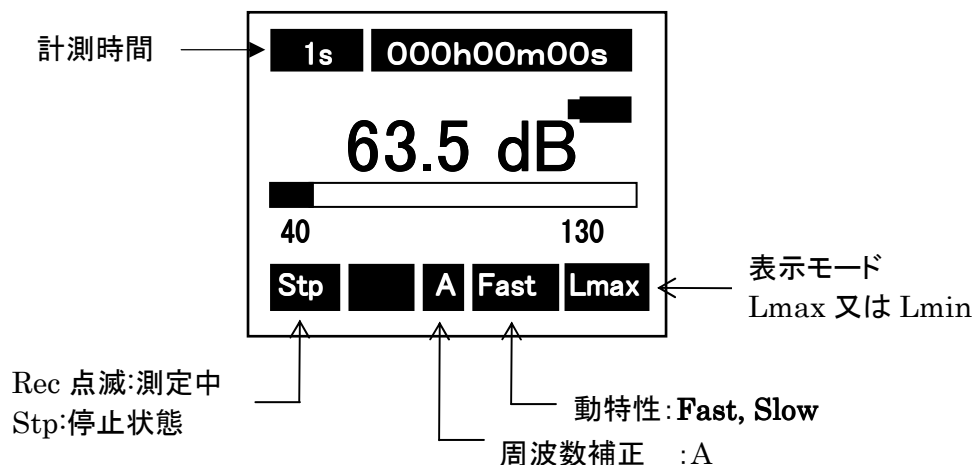 計測時間
1s 000h00m00s
63.5 dB
40 130
Stp A Fast Lmax
表示モード
Lmax 又は Lmin
Rec 点滅:測定中
Stp:停止状態
動特性:Fast, Slow
周波数補正 :A